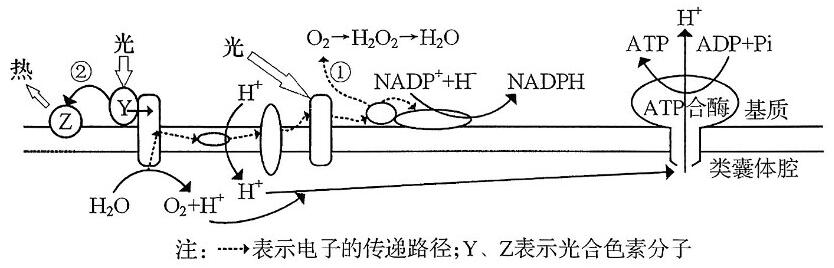 光
②
热
Y
Z
光
O₂→H₂O₂→H₂O
①
NADP⁺+H⁻
NADPH
H⁺
H⁺
H₂O
O₂+H⁺
H⁺
ATP
ADP+Pi
ATP合酶
基质
类囊体腔
注：⇢表示电子的传递路径；Y、Z表示光合色素分子